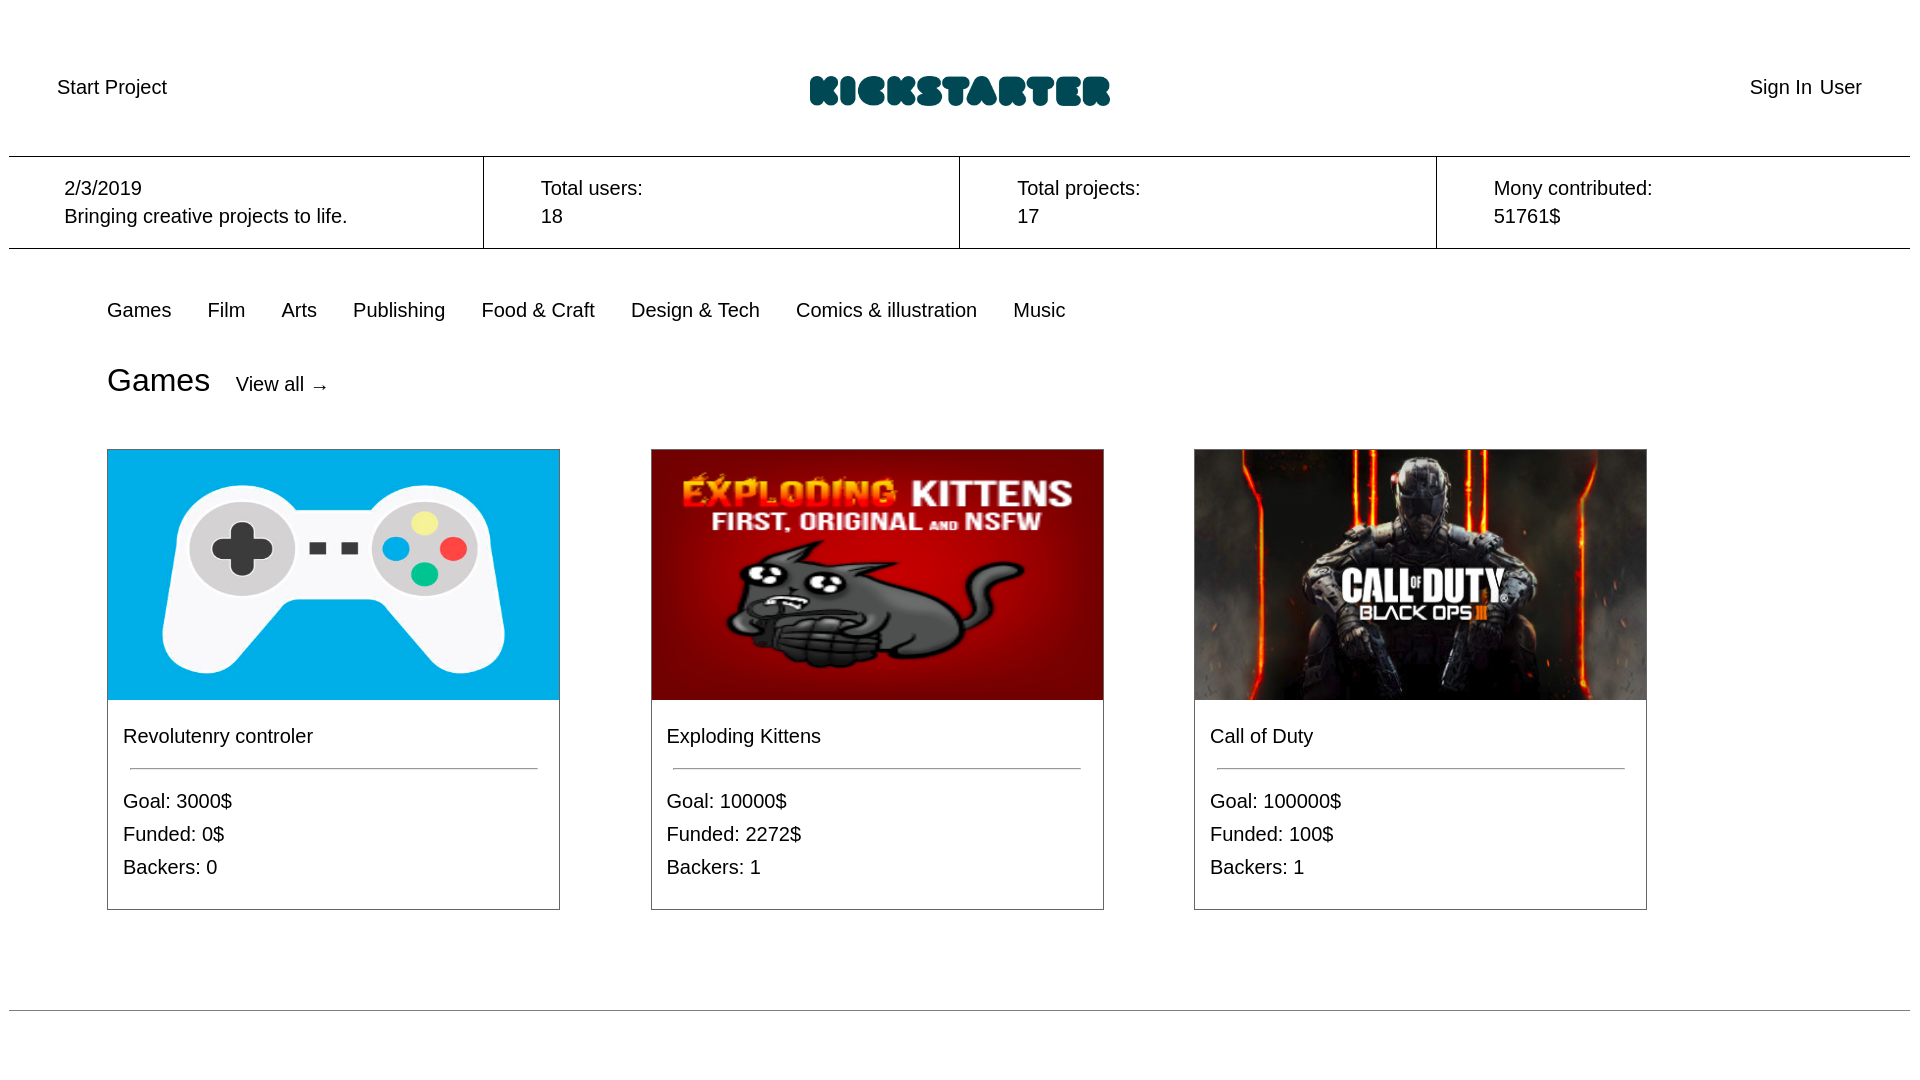 Start Project
KICKSTARTER
Sign In User
2/3/2019
Bringing creative projects to life.
Total users:
18
Total projects:
17
Mony contributed:
51761$
Games Film Arts Publishing Food & Craft Design & Tech Comics & illustration Music
Games View all →
EXPLODING KITTENS
FIRST, ORIGINAL AND NSFW
CALL OF DUTY®
BLACK OPS III
Revolutenry controler
Goal: 3000$
Funded: 0$
Backers: 0
Exploding Kittens
Goal: 10000$
Funded: 2272$
Backers: 1
Call of Duty
Goal: 100000$
Funded: 100$
Backers: 1